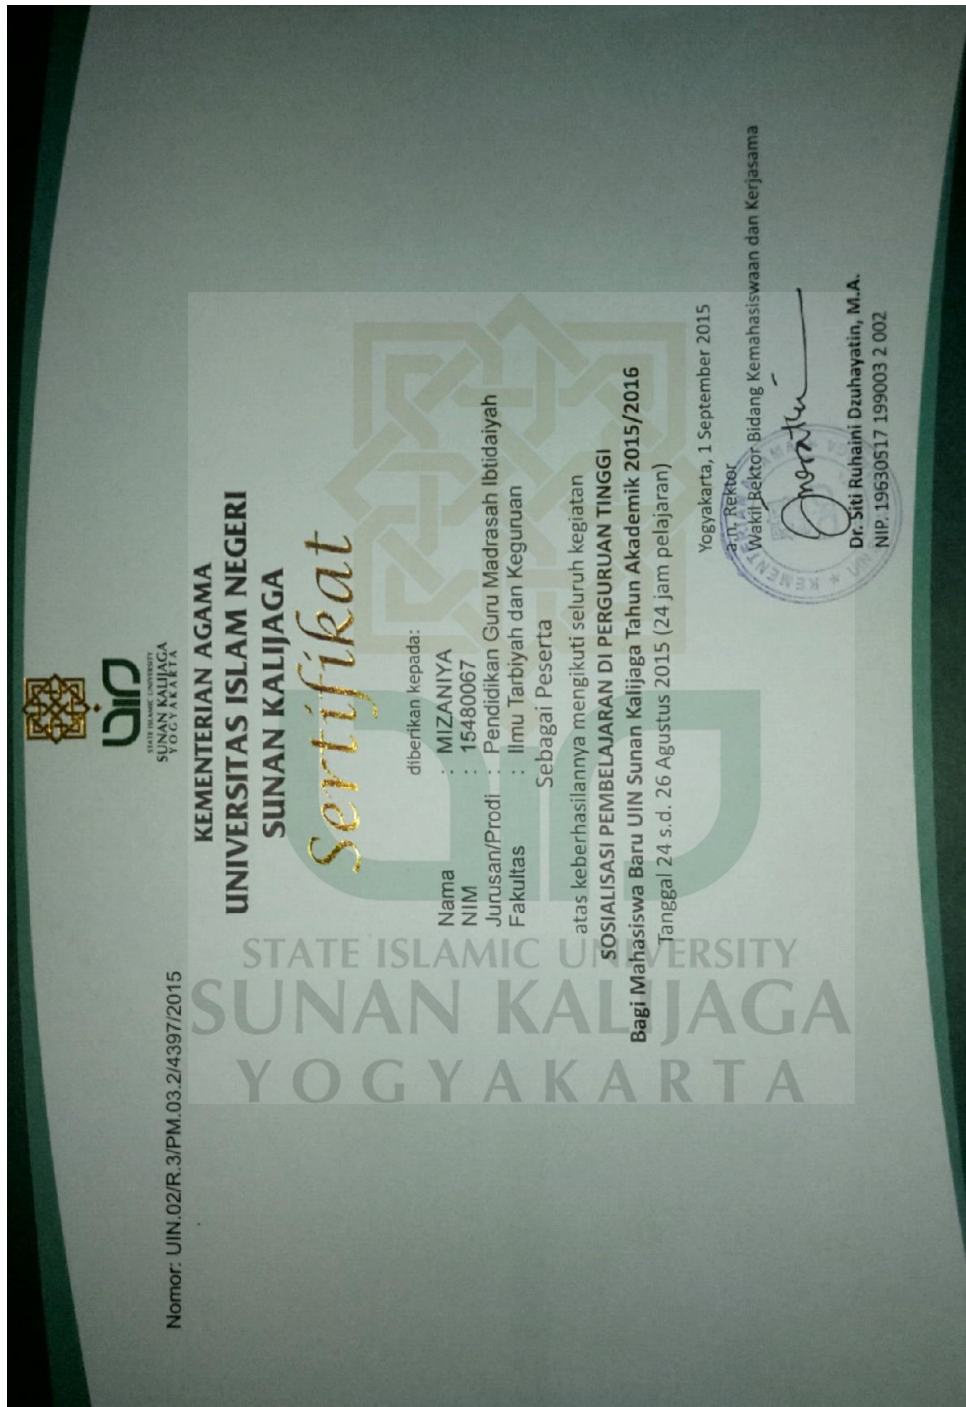 Nomor: UIN.02/R.3/PM.03.2/4397/2015
STATE ISLAMIC UNIVERSITY
SUNAN KALIJAGA
YOGYAKARTA
KEMENTERIAN AGAMA
UNIVERSITAS ISLAM NEGERI
SUNAN KALIJAGA
Sertifikat
diberikan kepada:
Nama : MIZANIYA
NIM : 15480067
Jurusan/Prodi : Pendidikan Guru Madrasah Ibtidaiyah
Fakultas : Ilmu Tarbiyah dan Keguruan
Sebagai Peserta
atas keberhasilannya mengikuti seluruh kegiatan
SOSIALISASI PEMBELAJARAN DI PERGURUAN TINGGI
Bagi Mahasiswa Baru UIN Sunan Kalijaga Tahun Akademik 2015/2016
Tanggal 24 s.d. 26 Agustus 2015 (24 jam pelajaran)
Yogyakarta, 1 September 2015
a.n. Rektor
Wakil Rektor Bidang Kemahasiswaan dan Kerjasama
KEMENTERIAN AGAMA
Dr. Siti Ruhaini Dzuhayatin, M.A.
NIP. 19630517 199003 2 002
STATE ISLAMIC UNIVERSITY
SUNAN KALIJAGA
YOGYAKARTA